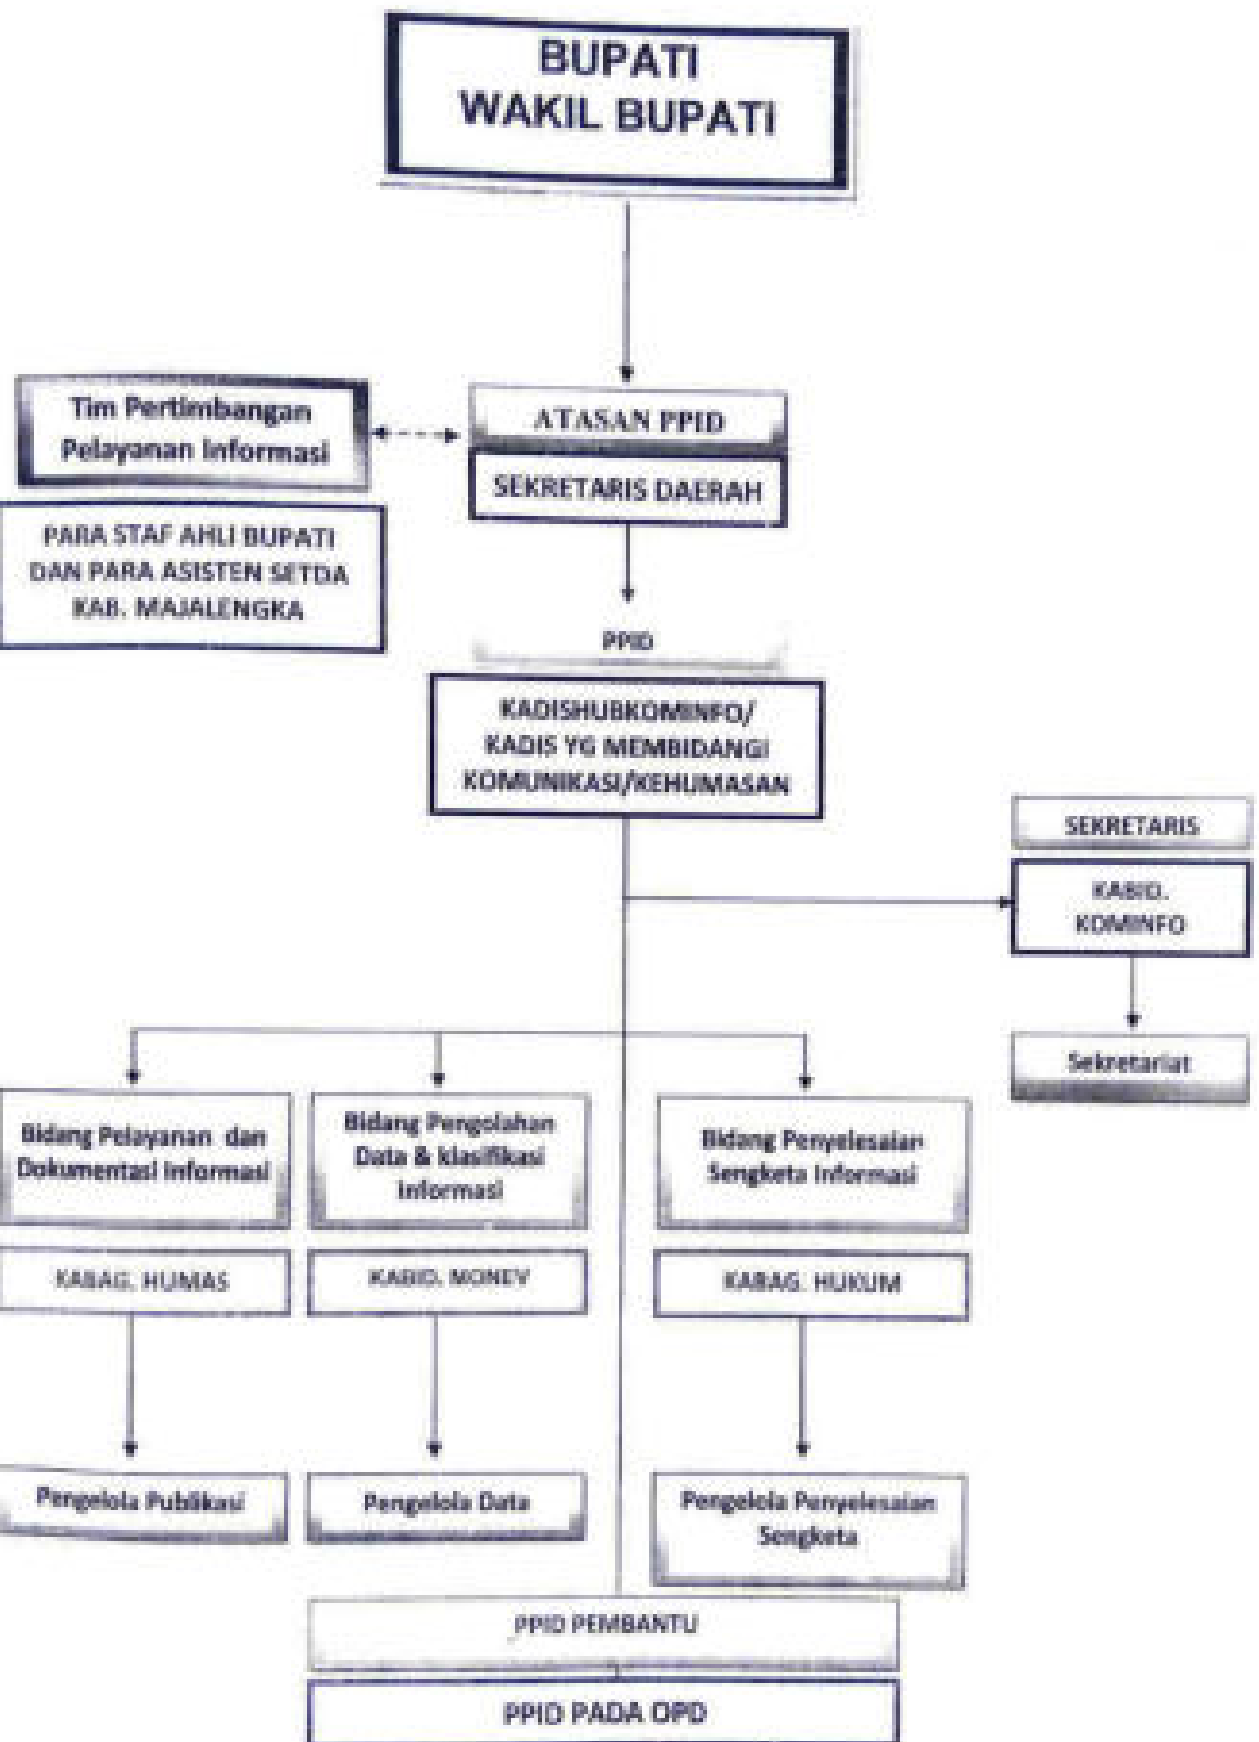 BUPATI
WAKIL BUPATI
Tim Pertimbangan
Pelayanan Informasi
ATASAN PPID
SEKRETARIS DAERAH
PARA STAF AHLI BUPATI
DAN PARA ASISTEN SETDA
KAB. MAJALENGKA
PPID
KADISHUBKOMINFO/
KADIS YG MEMBIDANGI
KOMUNIKASI/KEHUMASAN
SEKRETARIS
KABID.
KOMINFO
Sekretariat
Bidang Pelayanan dan
Dokumentasi Informasi
Bidang Pengolahan
Data & klasifikasi
Informasi
Bidang Penyelesaian
Sengketa Informasi
KABAG. HUMAS
KABID. MONEV
KABAG. HUKUM
Pengelola Publikasi
Pengelola Data
Pengelola Penyelesaian
Sengketa
PPID PEMBANTU
PPID PADA OPD